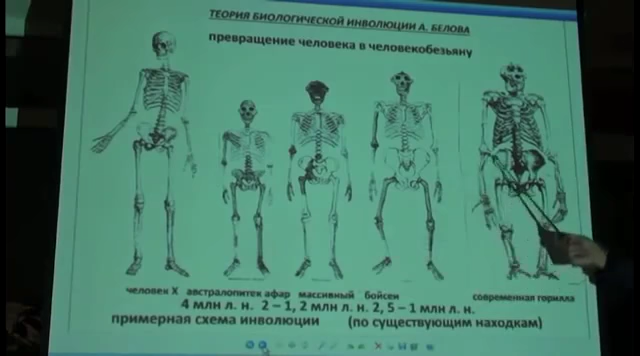 ТЕОРИЯ БИОЛОГИЧЕСКОЙ ИНВОЛЮЦИИ А. БЕЛОВА
превращение человека в человекобезьяну
человек X австралопитек афар массивный бойсеи современная горилла
4 млн л. н. 2 – 1, 2 млн л. н. 2, 5 – 1 млн л. н.
примерная схема инволюции (по существующим находкам)